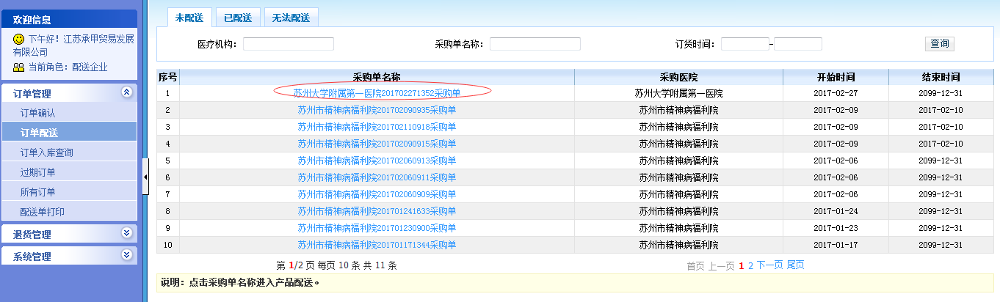 欢迎信息
下午好！江苏承甲贸易发展
有限公司
当前角色：配送企业
订单管理
订单确认
订单配送
订单入库查询
过期订单
所有订单
配送单打印
退货管理
系统管理
未配送 已配送 无法配送
医疗机构： 采购单名称： 订货时间： - 查询
序号 采购单名称 采购医院 开始时间 结束时间
1 苏州大学附属第一医院201702271352采购单 苏州大学附属第一医院 2017-02-27 2099-12-31
2 苏州市精神病福利院201702090935采购单 苏州市精神病福利院 2017-02-09 2017-02-10
3 苏州市精神病福利院201702110918采购单 苏州市精神病福利院 2017-02-09 2017-02-10
4 苏州市精神病福利院201702090915采购单 苏州市精神病福利院 2017-02-09 2017-02-10
5 苏州市精神病福利院201702060913采购单 苏州市精神病福利院 2017-02-06 2099-12-31
6 苏州市精神病福利院201702060911采购单 苏州市精神病福利院 2017-02-06 2099-12-31
7 苏州市精神病福利院201702060909采购单 苏州市精神病福利院 2017-02-06 2099-12-31
8 苏州市精神病福利院201701241633采购单 苏州市精神病福利院 2017-01-24 2099-12-31
9 苏州市精神病福利院201701230900采购单 苏州市精神病福利院 2017-01-23 2099-12-31
10 苏州市精神病福利院201701171344采购单 苏州市精神病福利院 2017-01-17 2099-12-31
第 1/2 页 每页 10 条 共 11 条 首页 上一页 1 2 下一页 尾页
说明：点击采购单名称进入产品配送。